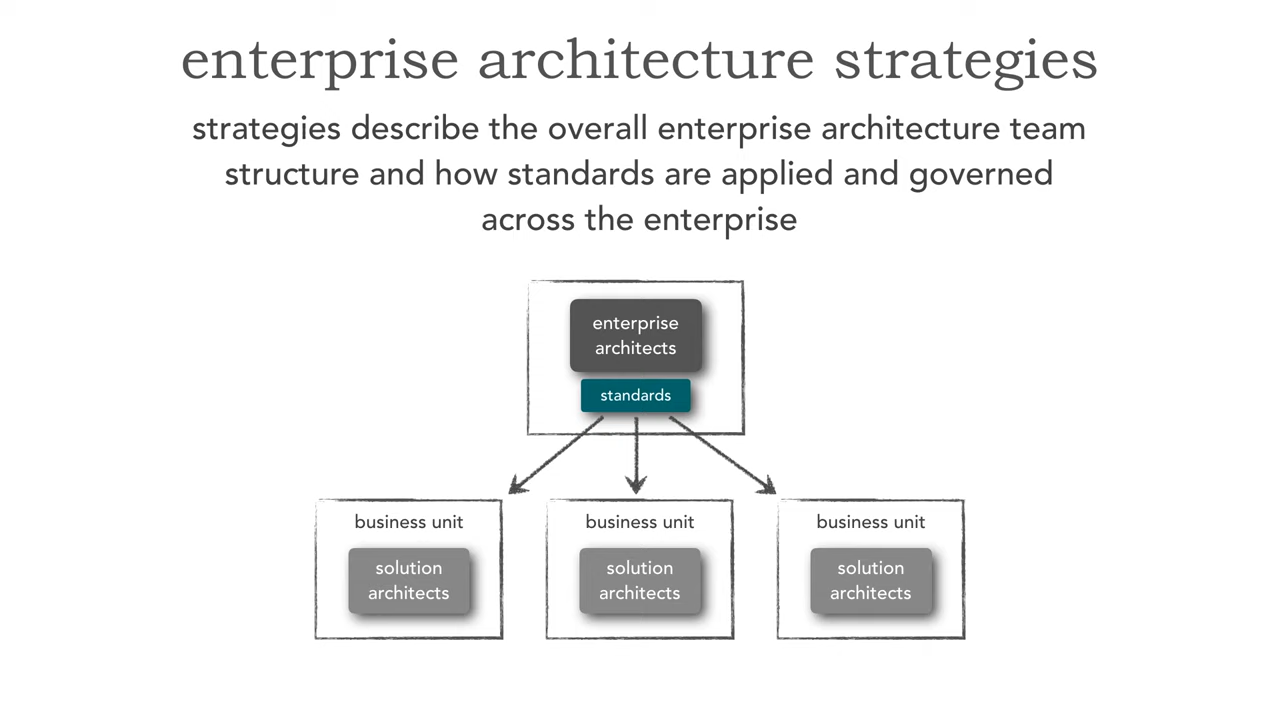 enterprise architecture strategies
strategies describe the overall enterprise architecture team
structure and how standards are applied and governed
across the enterprise
enterprise
architects
standards
business unit
solution
architects
business unit
solution
architects
business unit
solution
architects